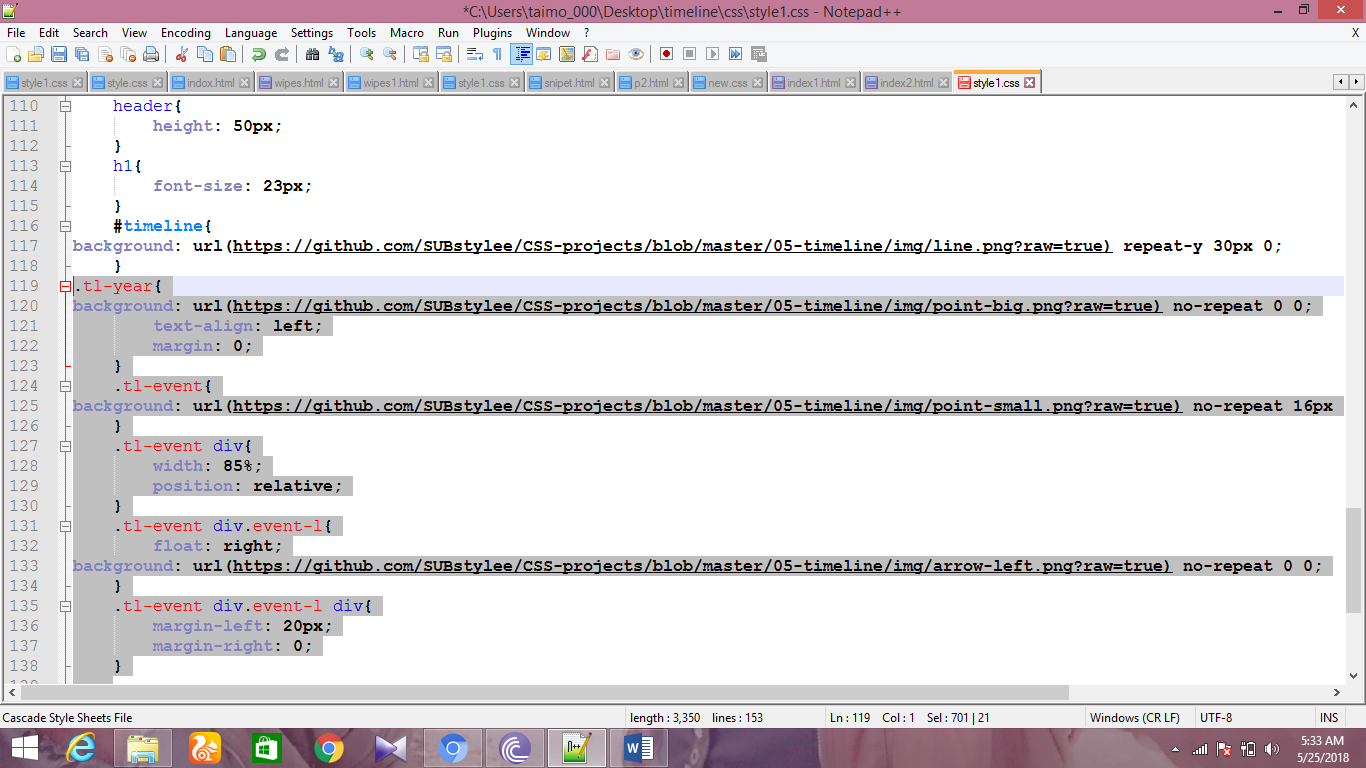 *C:\Users\taimo_000\Desktop\timeline\css\style1.css - Notepad++
File Edit Search View Encoding Language Settings Tools Macro Run Plugins Window ? X
style1.css style.css indox.html wipes.html wipes1.html style1.css snipet.html p2.html new.css index1.html index2.html style1.css
110 header{
111 height: 50px;
112 }
113 h1{
114 font-size: 23px;
115 }
116 #timeline{
117 background: url(https://github.com/SUBstylee/CSS-projects/blob/master/05-timeline/img/line.png?raw=true) repeat-y 30px 0;
118 }
119 .tl-year{
120 background: url(https://github.com/SUBstylee/CSS-projects/blob/master/05-timeline/img/point-big.png?raw=true) no-repeat 0 0;
121 text-align: left;
122 margin: 0;
123 }
124 .tl-event{
125 background: url(https://github.com/SUBstylee/CSS-projects/blob/master/05-timeline/img/point-small.png?raw=true) no-repeat 16px
126 }
127 .tl-event div{
128 width: 85%;
129 position: relative;
130 }
131 .tl-event div.event-l{
132 float: right;
133 background: url(https://github.com/SUBstylee/CSS-projects/blob/master/05-timeline/img/arrow-left.png?raw=true) no-repeat 0 0;
134 }
135 .tl-event div.event-l div{
136 margin-left: 20px;
137 margin-right: 0;
138 }
Cascade Style Sheets File length : 3,350 lines : 153 Ln : 119 Col : 1 Sel : 701 | 21 Windows (CR LF) UTF-8 INS
5:33 AM
5/25/2018